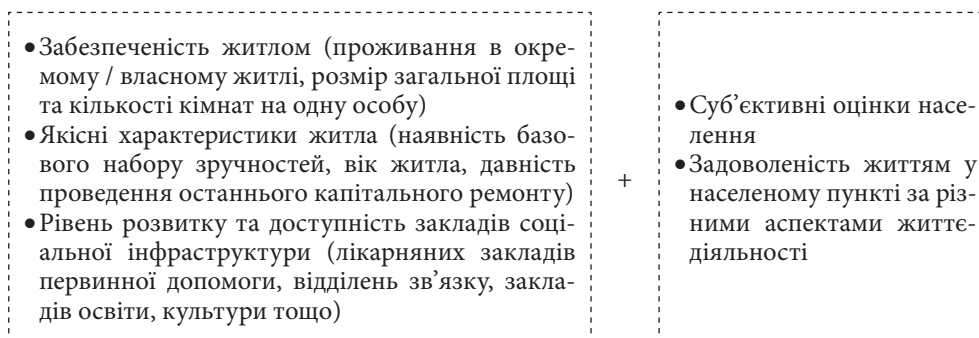 •Забезпеченість житлом (проживання в окре-
мому / власному житлі, розмір загальної площі
та кількості кімнат на одну особу)
•Якісні характеристики житла (наявність базо-
вого набору зручностей, вік житла, давність
проведення останнього капітального ремонту)
•Рівень розвитку та доступність закладів соці-
альної інфраструктури (лікарняних закладів
первинної допомоги, відділень зв’язку, закла-
дів освіти, культури тощо)
+
•Суб’єктивні оцінки насе-
лення
•Задоволеність життям у
населеному пункті за різ-
ними аспектами життє-
діяльності